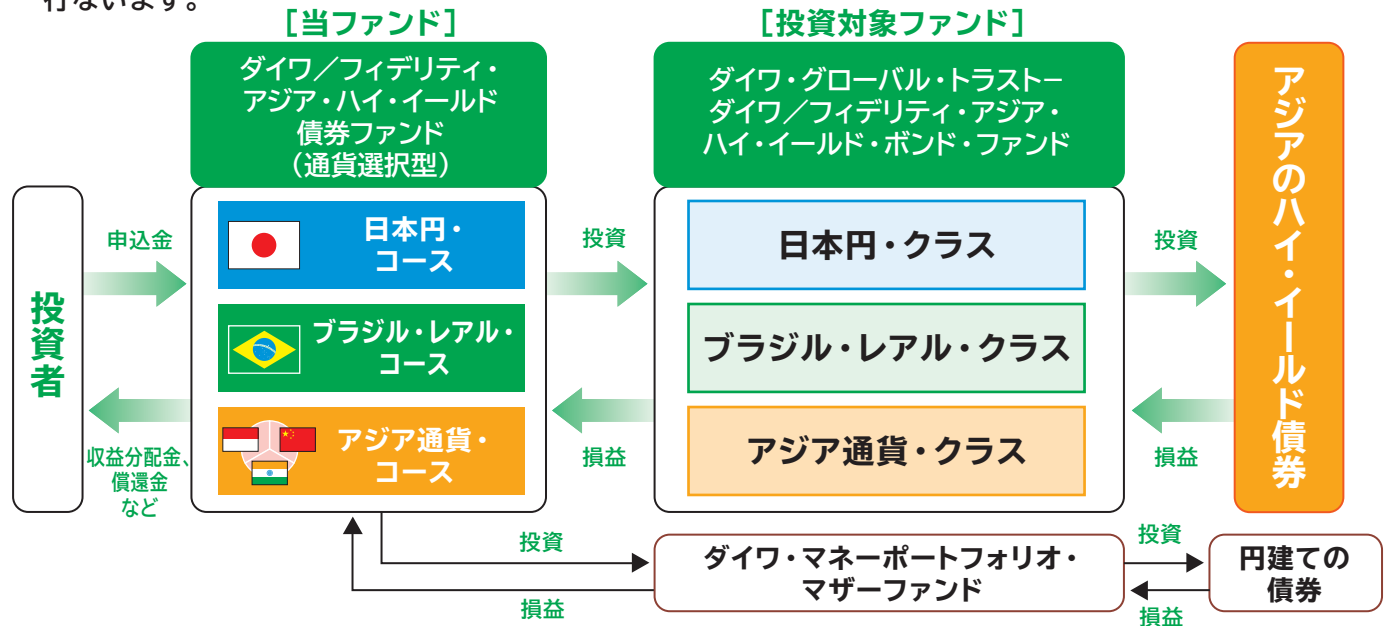 行ないます。
［当ファンド］
［投資対象ファンド］
ダイワ／フィデリティ・
アジア・ハイ・イールド
債券ファンド
（通貨選択型）
ダイワ・グローバル・トラスト－
ダイワ／フィデリティ・アジア・
ハイ・イールド・ボンド・ファンド
投資者
申込金
収益分配金、
償還金
など
日本円・
コース
ブラジル・レアル・
コース
アジア通貨・
コース
投資
損益
日本円・クラス
ブラジル・レアル・クラス
アジア通貨・クラス
投資
損益
アジアのハイ・イールド債券
投資
損益
ダイワ・マネーポートフォリオ・
マザーファンド
投資
損益
円建ての
債券